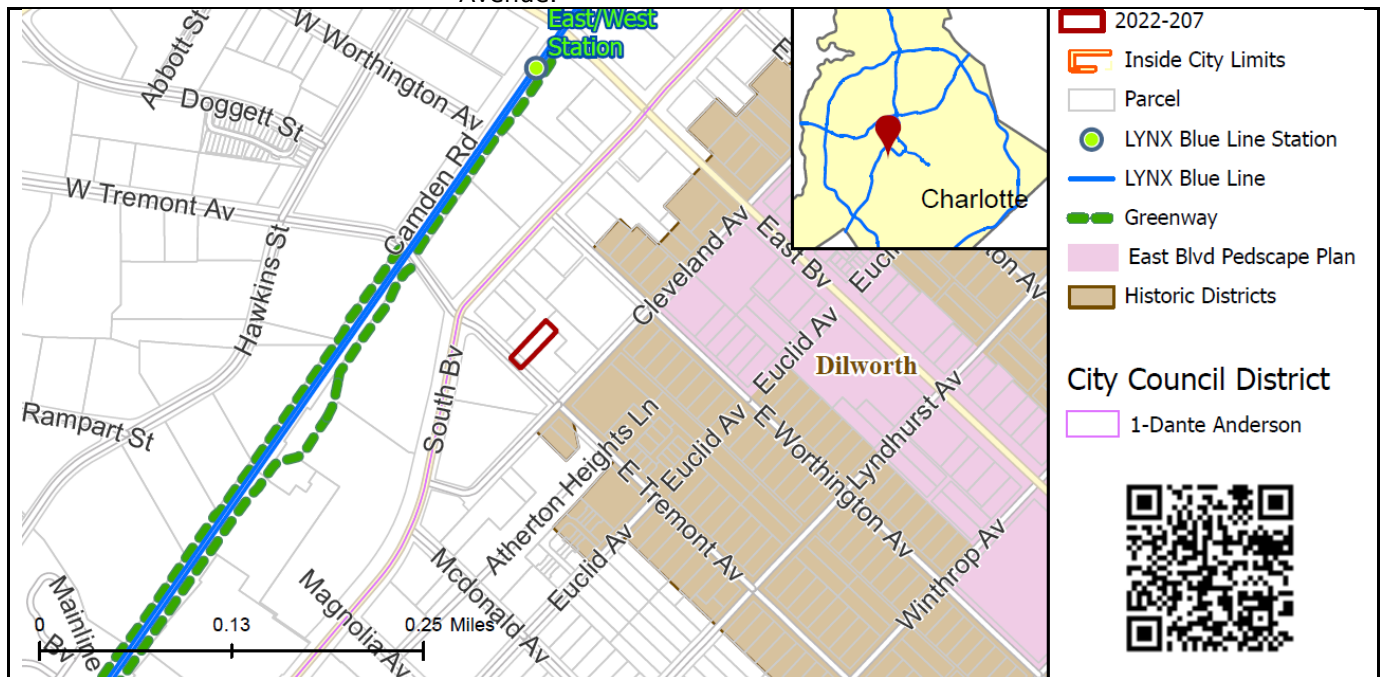 Avenue.
East/West
Station
W Worthington Av
Abbott St
Doggett St
W Tremont Av
Camden Rd
Hawkins St
Rampart St
South Bv
Cleveland Av
East Bv
Euclid Av
Dilworth
Lyndhurst Av
Euclid Av
E Worthington Av
Atherton Heights Ln
E Tremont Av
Euclid Av
Winthrop Av
Mcdonald Av
Magnolia Av
Mainline
Bv
0
0.13
0.25 Miles
Charlotte
2022-207
Inside City Limits
Parcel
LYNX Blue Line Station
LYNX Blue Line
Greenway
East Blvd Pedscape Plan
Historic Districts
City Council District
1-Dante Anderson